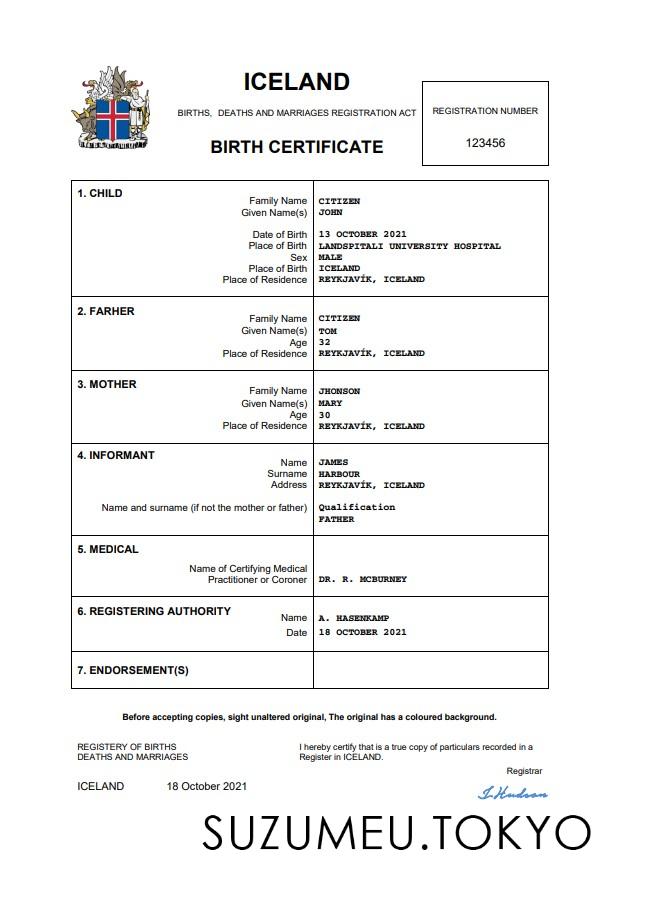 ICELAND
BIRTHS, DEATHS AND MARRIAGES REGISTRATION ACT
BIRTH CERTIFICATE
REGISTRATION NUMBER
123456
1. CHILD
Family Name CITIZEN
Given Name(s) JOHN
Date of Birth 13 OCTOBER 2021
Place of Birth LANDSPITALI UNIVERSITY HOSPITAL
Sex MALE
Place of Birth ICELAND
Place of Residence REYKJAVÍK, ICELAND
2. FARHER
Family Name CITIZEN
Given Name(s) TOM
Age 32
Place of Residence REYKJAVÍK, ICELAND
3. MOTHER
Family Name JHONSON
Given Name(s) MARY
Age 30
Place of Residence REYKJAVÍK, ICELAND
4. INFORMANT
Name JAMES
Surname HARBOUR
Address REYKJAVÍK, ICELAND
Name and surname (if not the mother or father) Qualification
FATHER
5. MEDICAL
Name of Certifying Medical
Practitioner or Coroner DR. R. MCBURNEY
6. REGISTERING AUTHORITY
Name A. HASENKAMP
Date 18 OCTOBER 2021
7. ENDORSEMENT(S)
Before accepting copies, sight unaltered original, The original has a coloured background.
REGISTERY OF BIRTHS
DEATHS AND MARRIAGES
I hereby certify that is a true copy of particulars recorded in a
Register in ICELAND.
Registrar
ICELAND 18 October 2021
I.Hudson
SUZUMEU.TOKYO